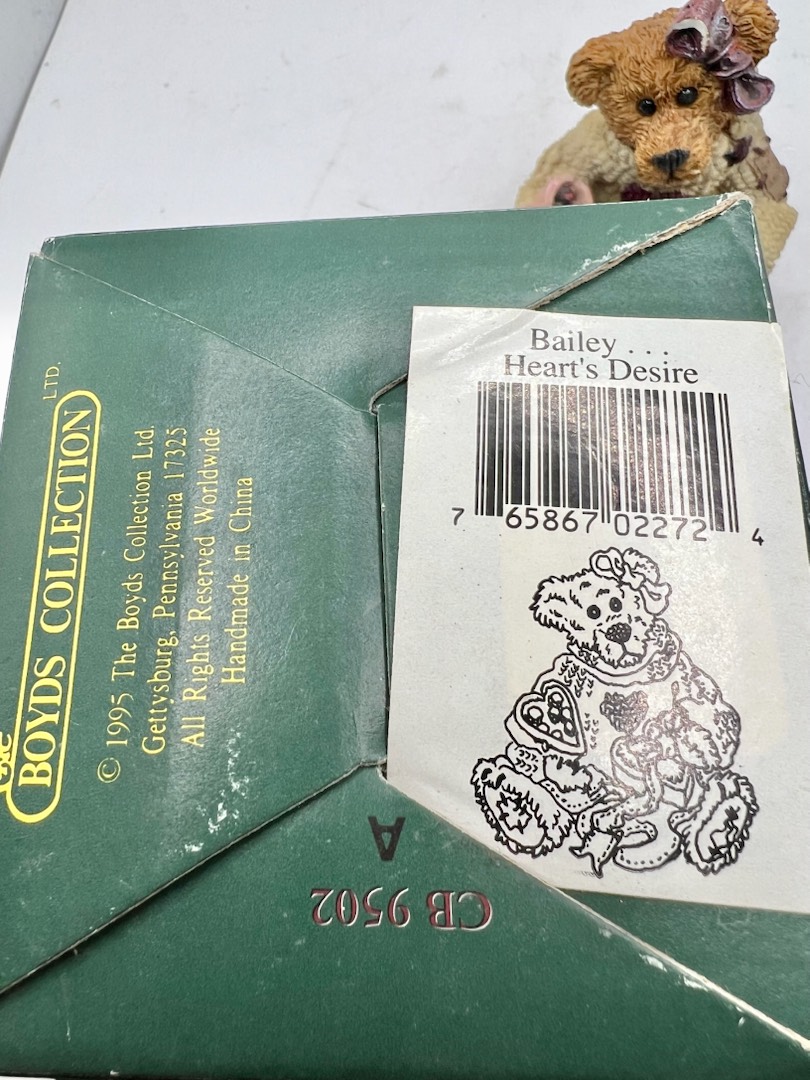 Bailey . . .
Heart's Desire
7 65867 02272 4
BOYDS COLLECTION LTD.
© 1995 The Boyds Collection Ltd.
Gettysburg, Pennsylvania 17325
All Rights Reserved Worldwide
Handmade in China
A
CB 9502